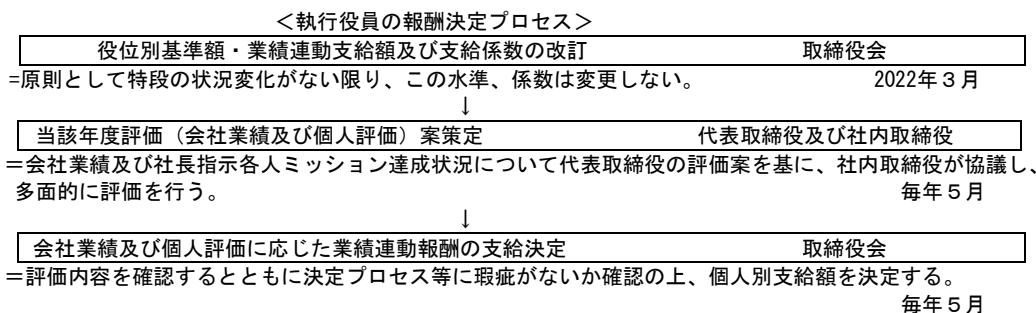 ＜執行役員の報酬決定プロセス＞
役位別基準額・業績連動支給額及び支給係数の改訂　取締役会
=原則として特段の状況変化がない限り、この水準、係数は変更しない。　2022年３月
↓
当該年度評価（会社業績及び個人評価）案策定　代表取締役及び社内取締役
＝会社業績及び社長指示各人ミッション達成状況について代表取締役の評価案を基に、社内取締役が協議し、
多面的に評価を行う。　毎年５月
↓
会社業績及び個人評価に応じた業績連動報酬の支給決定　取締役会
＝評価内容を確認するとともに決定プロセス等に瑕疵がないか確認の上、個人別支給額を決定する。
毎年５月